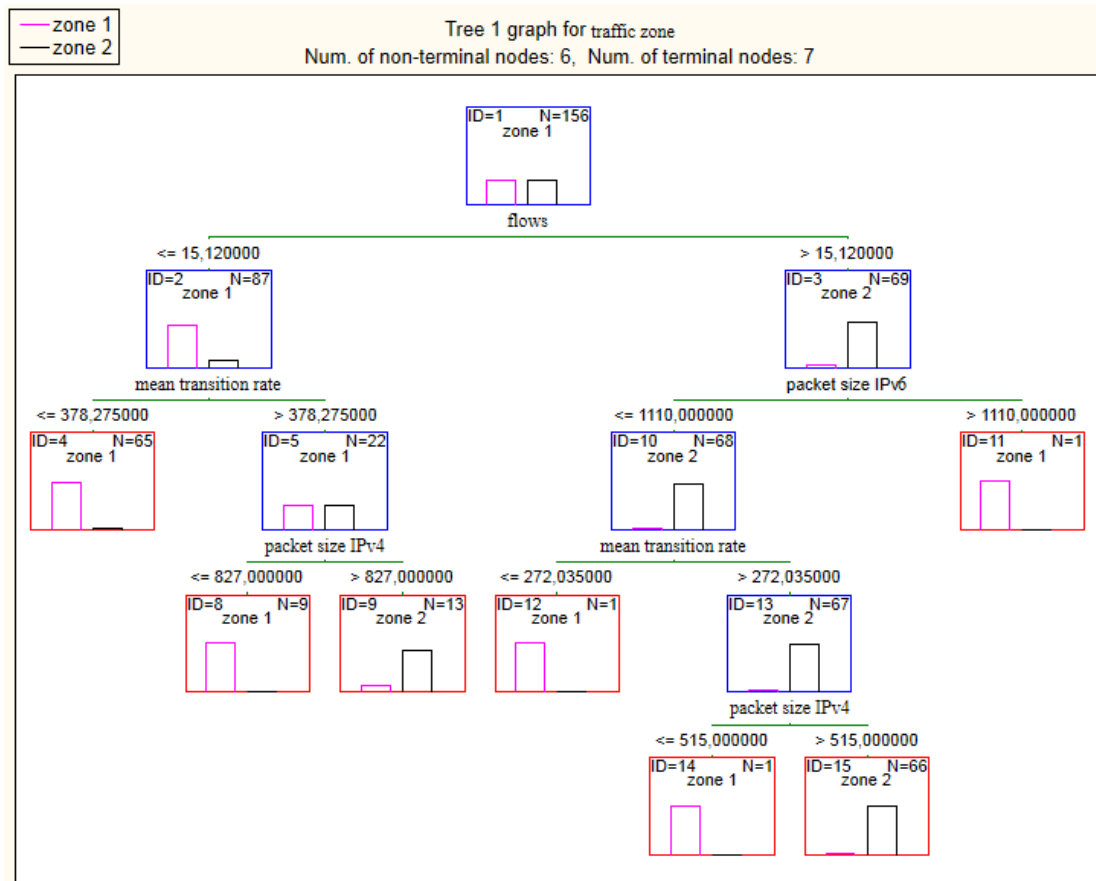 zone 1
zone 2
Tree 1 graph for traffic zone
Num. of non-terminal nodes: 6, Num. of terminal nodes: 7
ID=1 N=156
zone 1
flows
<= 15,120000 > 15,120000
ID=2 N=87 ID=3 N=69
zone 1 zone 2
mean transition rate packet size IPv6
<= 378,275000 > 378,275000 <= 1110,000000 > 1110,000000
ID=4 N=65 ID=5 N=22 ID=10 N=68 ID=11 N=1
zone 1 zone 1 zone 2 zone 1
packet size IPv4 mean transition rate
<= 827,000000 > 827,000000 <= 272,035000 > 272,035000
ID=8 N=9 ID=9 N=13 ID=12 N=1 ID=13 N=67
zone 1 zone 2 zone 1 zone 2
packet size IPv4
<= 515,000000 > 515,000000
ID=14 N=1 ID=15 N=66
zone 1 zone 2